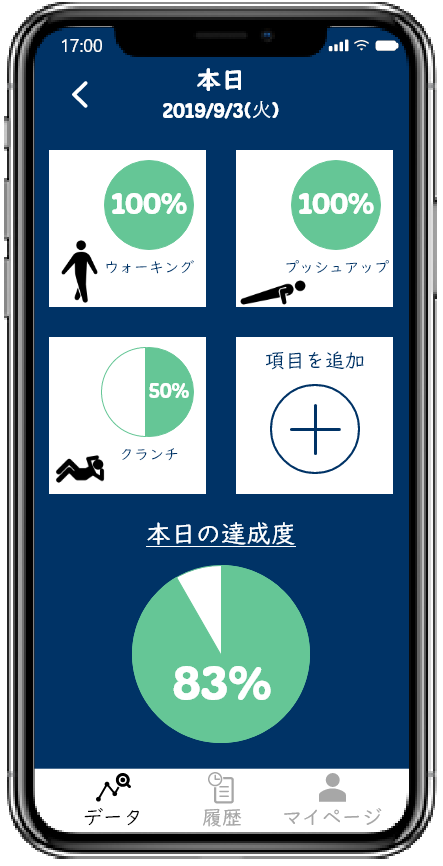 17:00
本日
2019/9/3(火)
100%
ウォーキング
100%
プッシュアップ
50%
クランチ
項目を追加
本日の達成度
83%
データ
履歴
マイページ